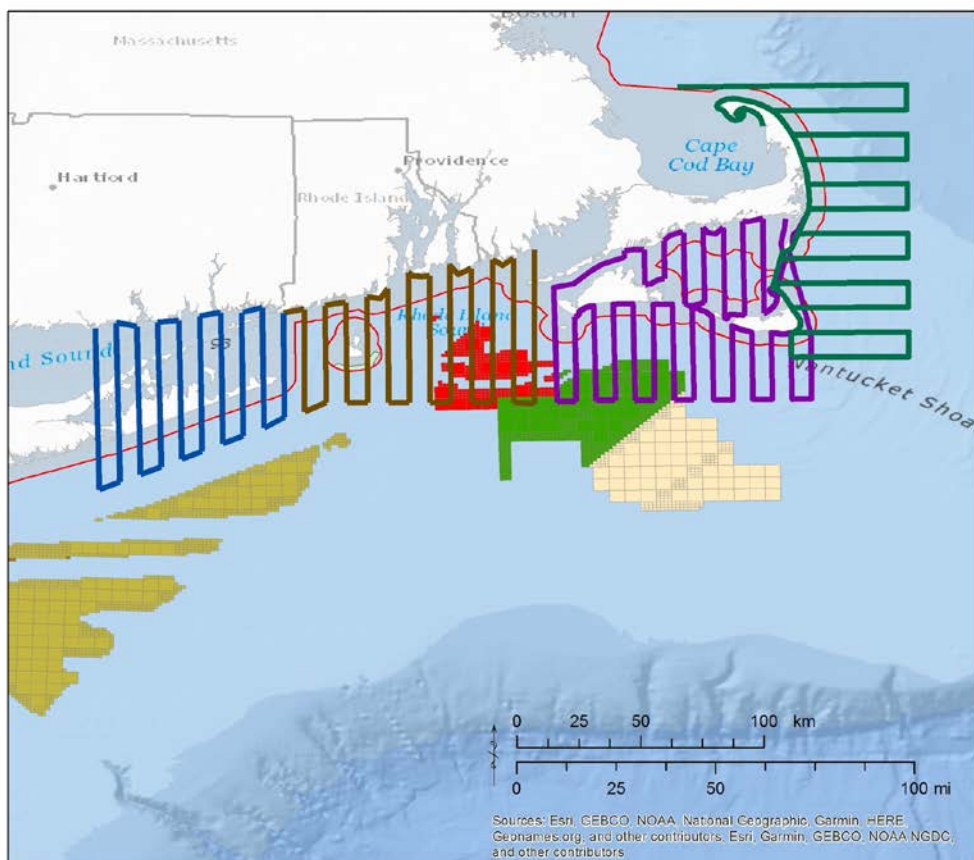 Boston
Massachusetts
Cape
Cod Bay
Providence
Hartford
Rhode Island
Rhode Island
Sound
nd Sound
93
Nantucket Shoa
0 25 50 100 km
0 25 50 100 mi
Sources: Esri, GEBCO, NOAA, National Geographic, Garmin, HERE,
Geonames.org, and other contributors, Esri, Garmin, GEBCO, NOAA NGDC,
and other contributors